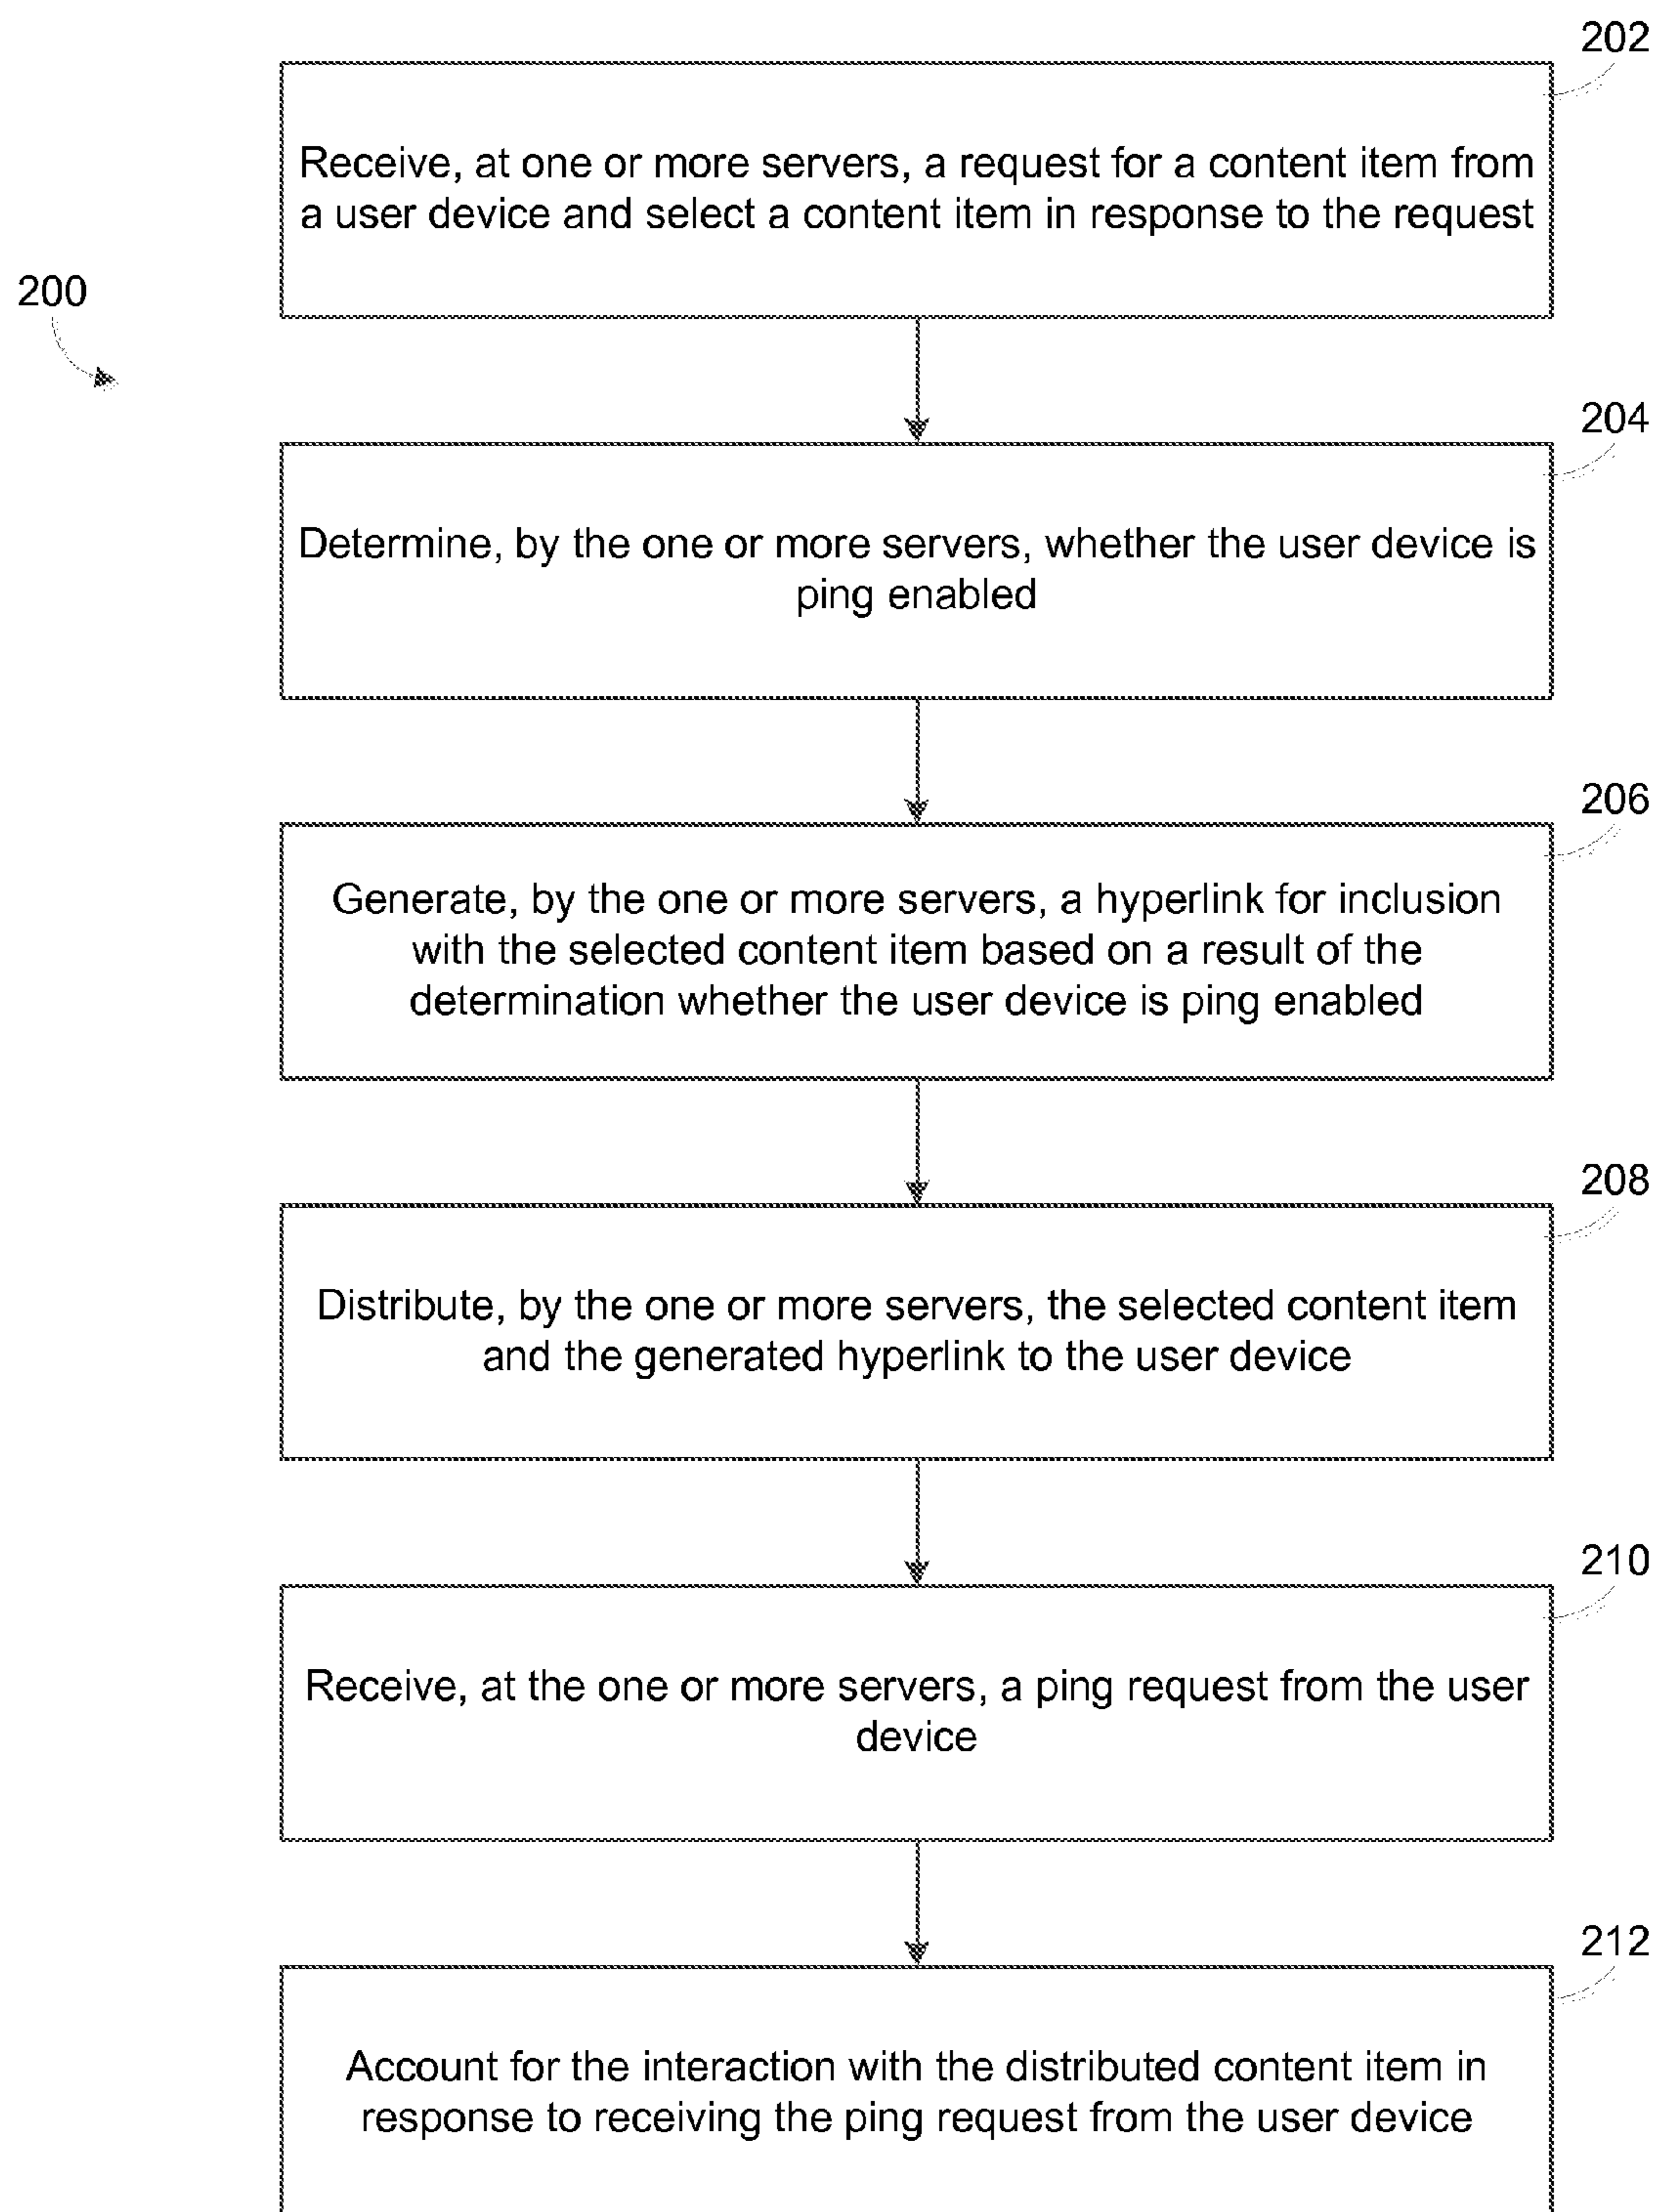 202
Receive, at one or more servers, a request for a content item from
a user device and select a content item in response to the request
200
204
Determine, by the one or more servers, whether the user device is
ping enabled
206
Generate, by the one or more servers, a hyperlink for inclusion
with the selected content item based on a result of the
determination whether the user device is ping enabled
208
Distribute, by the one or more servers, the selected content item
and the generated hyperlink to the user device
210
Receive, at the one or more servers, a ping request from the user
device
212
Account for the interaction with the distributed content item in
response to receiving the ping request from the user device